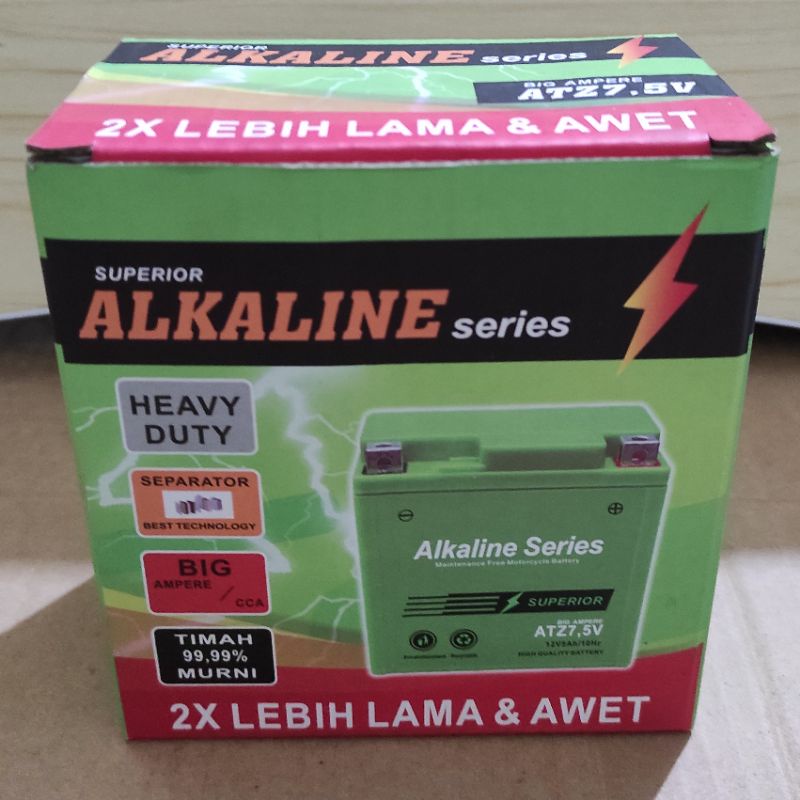 SUPERIOR
ALKALINE series
BIG AMPERE
ATZ7,5V
2X LEBIH LAMA & AWET
SUPERIOR
ALKALINE series
HEAVY
DUTY
SEPARATOR
BEST TECHNOLOGY
BIG
AMPERE / CCA
TIMAH
99,99%
MURNI
Alkaline Series
Maintenance Free Motorcycle Battery
SUPERIOR
BIG AMPERE
ATZ7,5V
HIGH QUALITY BATTERY
2X LEBIH LAMA & AWET